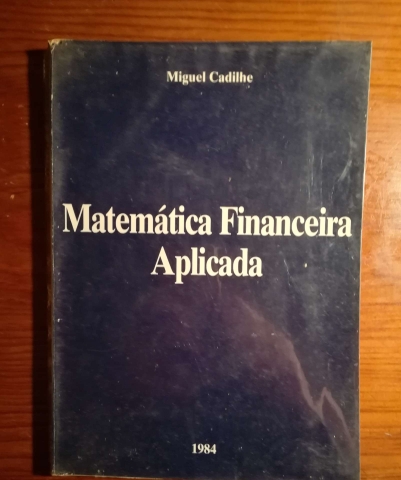 Miguel Cadilhe
Matemática Financeira
Aplicada
1984